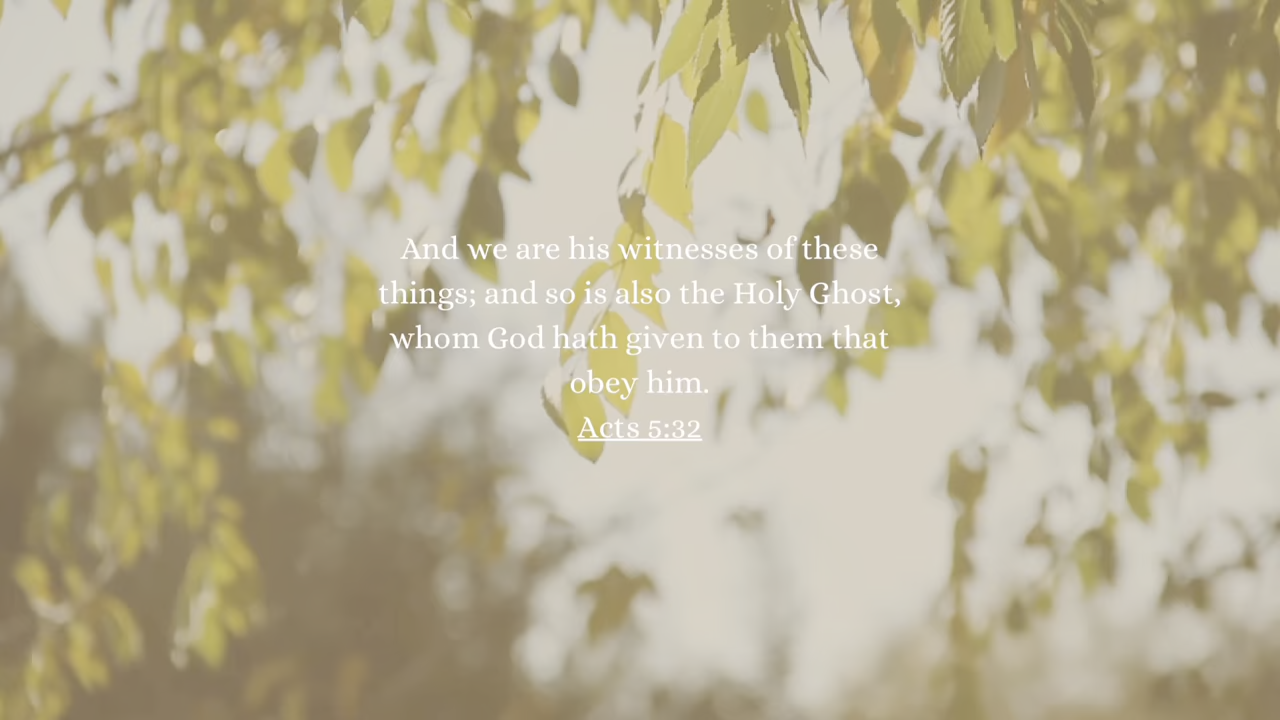 And we are his witnesses of these
things; and so is also the Holy Ghost,
whom God hath given to them that
obey him.
Acts 5:32